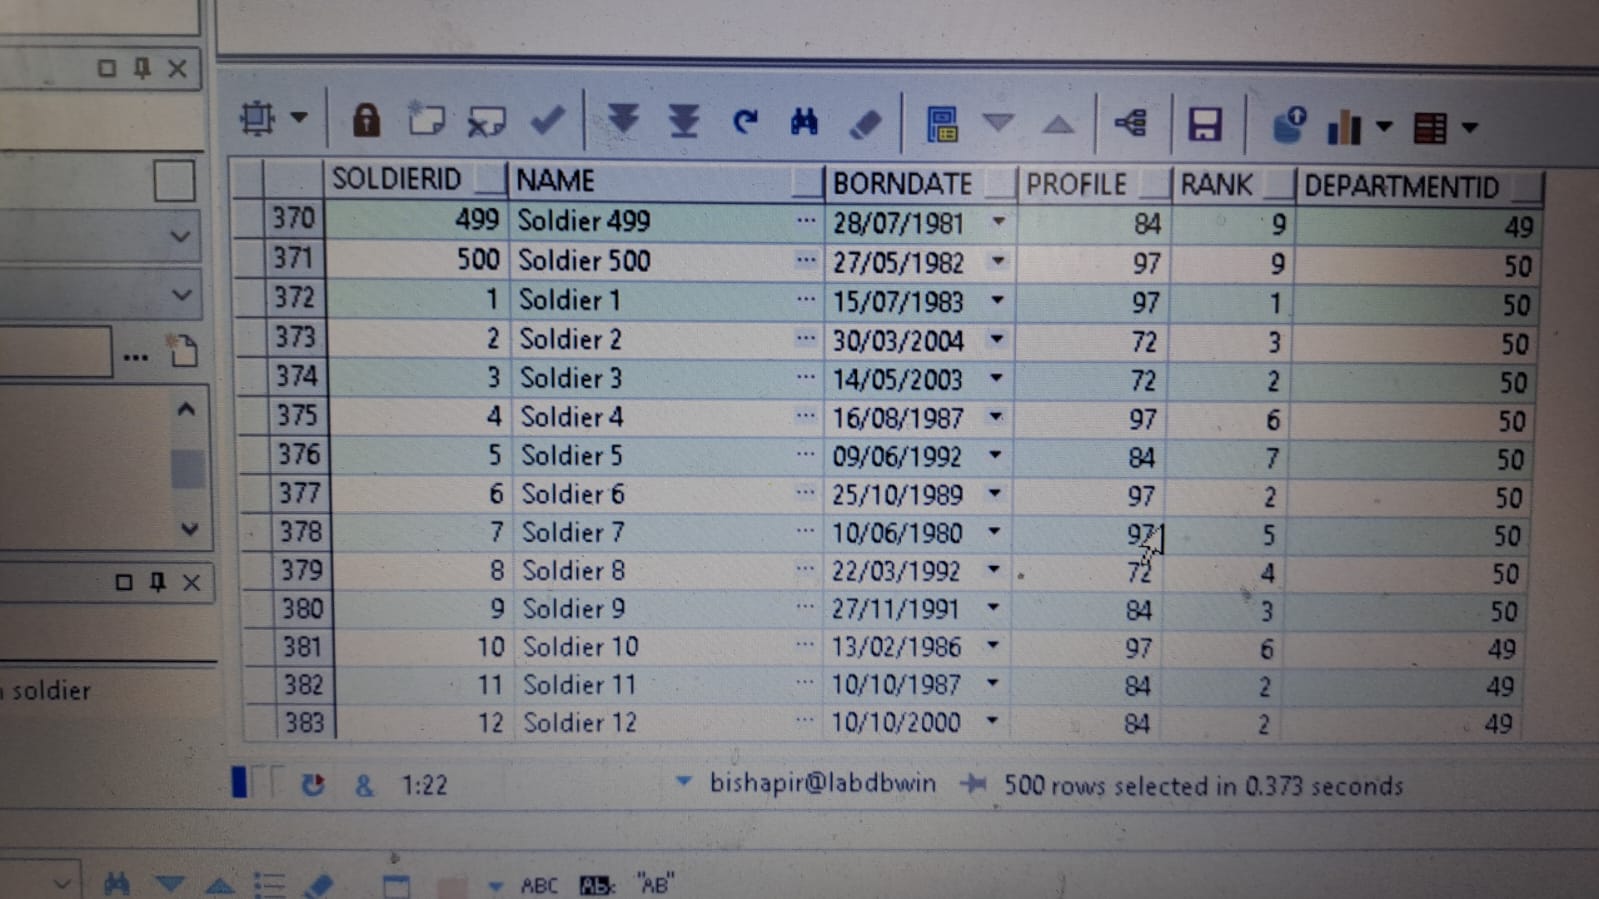 SOLDIERID NAME BORNDATE PROFILE RANK DEPARTMENTID
370 499 Soldier 499 ... 28/07/1981 84 9 49
371 500 Soldier 500 ... 27/05/1982 97 9 50
372 1 Soldier 1 ... 15/07/1983 97 1 50
373 2 Soldier 2 ... 30/03/2004 72 3 50
374 3 Soldier 3 ... 14/05/2003 72 2 50
375 4 Soldier 4 ... 16/08/1987 97 6 50
376 5 Soldier 5 ... 09/06/1992 84 7 50
377 6 Soldier 6 ... 25/10/1989 97 2 50
378 7 Soldier 7 ... 10/06/1980 97 5 50
379 8 Soldier 8 ... 22/03/1992 72 4 50
380 9 Soldier 9 ... 27/11/1991 84 3 50
381 10 Soldier 10 ... 13/02/1986 97 6 49
382 11 Soldier 11 ... 10/10/1987 84 2 49
383 12 Soldier 12 ... 10/10/2000 84 2 49
soldier
& 1:22 bishapir@labdbwin 500 rows selected in 0.373 seconds
ABC Ab "AB"